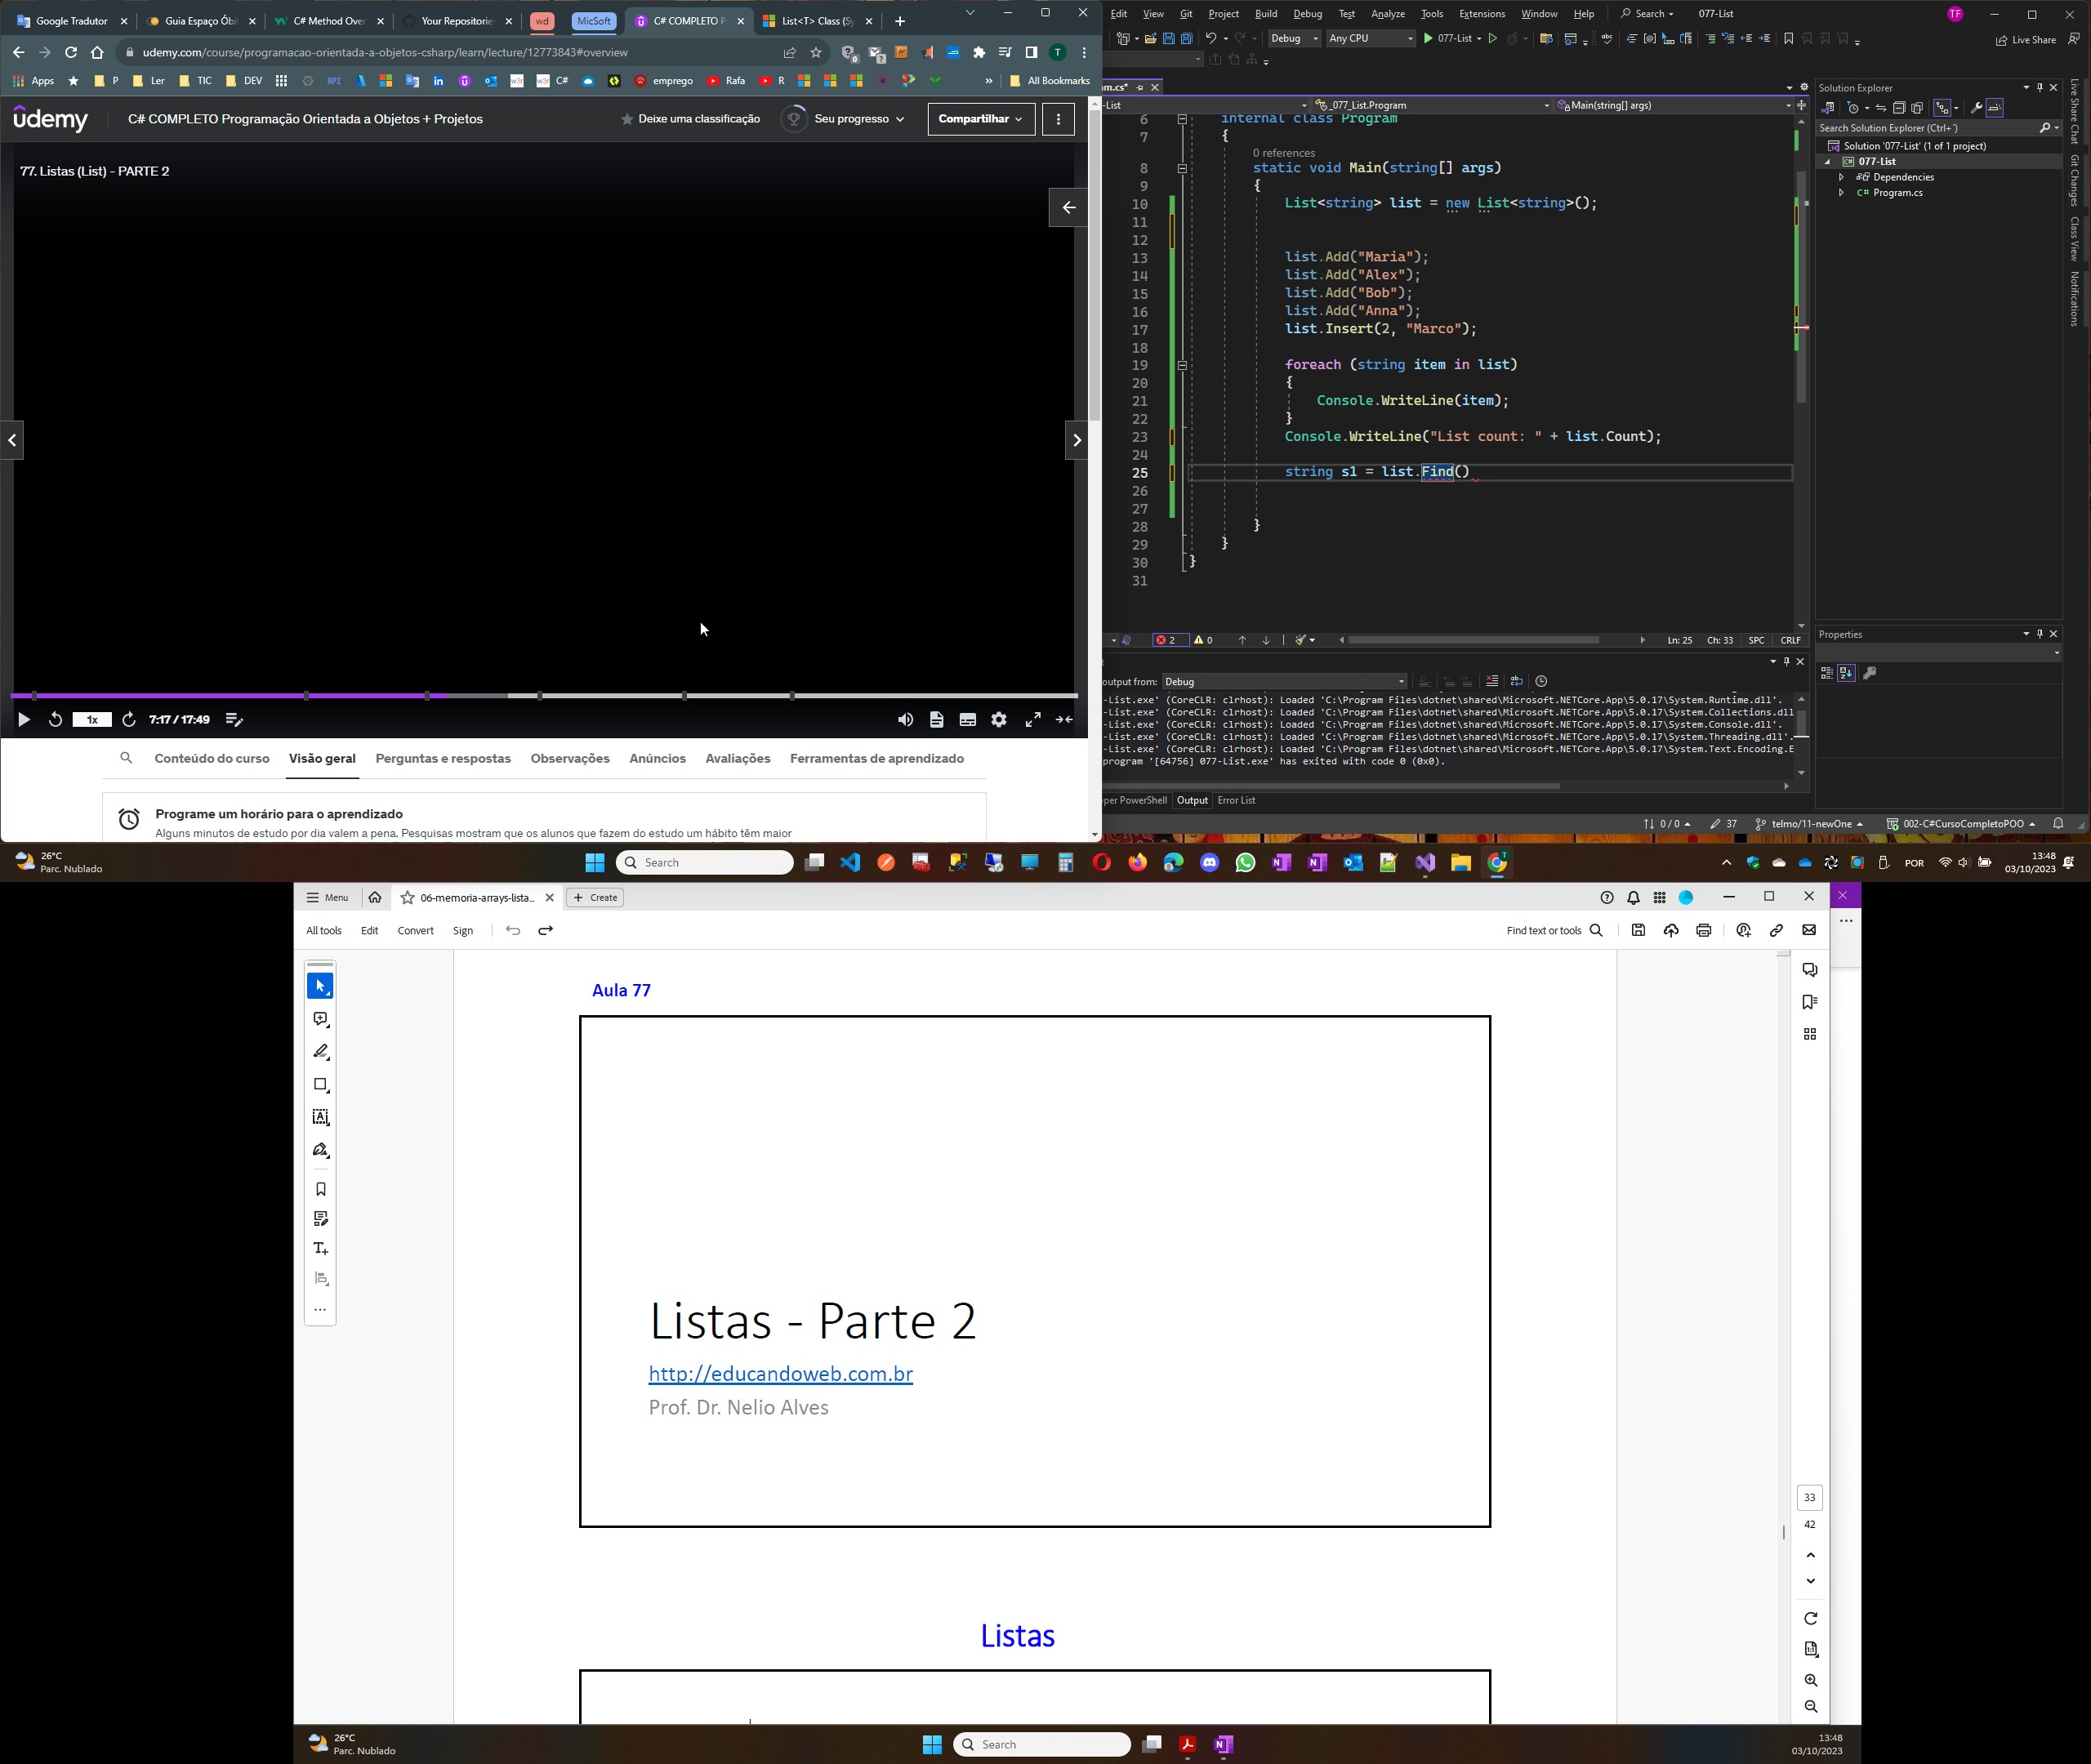 Google Tradutor
Guia Espaço Óbi
C# Method Over
Your Repositories
wd
MicSoft
C# COMPLETO P
List<T> Class (Sy
udemy.com/course/programacao-orientada-a-objetos-csharp/learn/lecture/12773843#overview
Apps
P
Ler
TIC
DEV
API
C#
emprego
Rafa
R
All Bookmarks
ûdemy
C# COMPLETO Programação Orientada a Objetos + Projetos
Deixe uma classificação
Seu progresso
Compartilhar
77. Listas (List) - PARTE 2
1x
7:17 / 17:49
Conteúdo do curso
Visão geral
Perguntas e respostas
Observações
Anúncios
Avaliações
Ferramentas de aprendizado
Programe um horário para o aprendizado
Alguns minutos de estudo por dia valem a pena. Pesquisas mostram que os alunos que fazem do estudo um hábito têm maior
Edit View Git Project Build Debug Test Analyze Tools Extensions Window Help Search 077-List
TF
Debug Any CPU 077-List
Live Share
m.cs*
-List
_077_List.Program
Main(string[] args)
6 internal class Program
7 {
0 references
8 static void Main(string[] args)
9 {
10 List<string> list = new List<string>();
11
12
13 list.Add("Maria");
14 list.Add("Alex");
15 list.Add("Bob");
16 list.Add("Anna");
17 list.Insert(2, "Marco");
18
19 foreach (string item in list)
20 {
21 Console.WriteLine(item);
22 }
23 Console.WriteLine("List count: " + list.Count);
24
25 string s1 = list.Find()
26
27
28 }
29 }
30 }
31
2 0
Ln: 25 Ch: 33 SPC CRLF
Solution Explorer
Search Solution Explorer (Ctrl+´)
Solution '077-List' (1 of 1 project)
077-List
Dependencies
C# Program.cs
Live Share Chat
Git Changes
Class View
Notifications
Properties
output from: Debug
-List.exe' (CoreCLR: clrhost): Loaded 'C:\Program Files\dotnet\shared\Microsoft.NETCore.App\5.0.17\System.Runtime.dll'.
-List.exe' (CoreCLR: clrhost): Loaded 'C:\Program Files\dotnet\shared\Microsoft.NETCore.App\5.0.17\System.Collections.dll
-List.exe' (CoreCLR: clrhost): Loaded 'C:\Program Files\dotnet\shared\Microsoft.NETCore.App\5.0.17\System.Console.dll'.
-List.exe' (CoreCLR: clrhost): Loaded 'C:\Program Files\dotnet\shared\Microsoft.NETCore.App\5.0.17\System.Threading.dll'.
-List.exe' (CoreCLR: clrhost): Loaded 'C:\Program Files\dotnet\shared\Microsoft.NETCore.App\5.0.17\System.Text.Encoding.E
program '[64756] 077-List.exe' has exited with code 0 (0x0).
per PowerShell Output Error List
0 / 0 37 telmo/11-newOne 002-C#CursoCompletoPOO
26°C
Parc. Nublado
Search
POR
13:48
03/10/2023
Menu
06-memoria-arrays-lista...
Create
All tools Edit Convert Sign
Find text or tools
Aula 77
Listas - Parte 2
http://educandoweb.com.br
Prof. Dr. Nelio Alves
Listas
33
42
26°C
Parc. Nublado
Search
13:48
03/10/2023